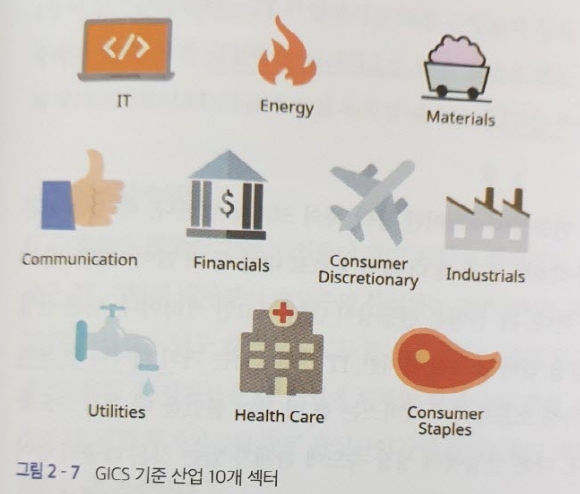 </>
IT
Energy
Materials
$
Communication
Financials
Consumer
Discretionary
Industrials
Utilities
Health Care
Consumer
Staples
그림 2-7 GICS 기준 산업 10개 섹터